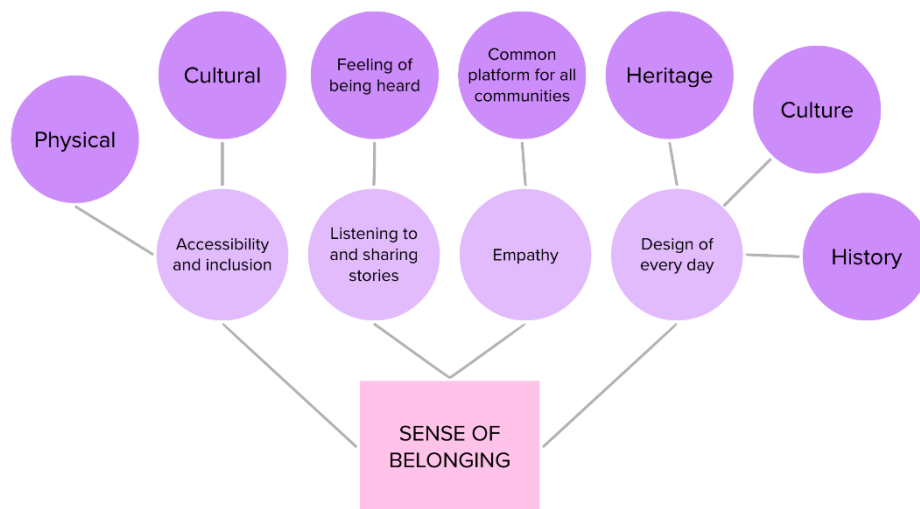 Physical
Cultural
Feeling of
being heard
Common
platform for all
communities
Heritage
Culture
Accessibility
and inclusion
Listening to
and sharing
stories
Empathy
Design of
every day
History
SENSE OF
BELONGING